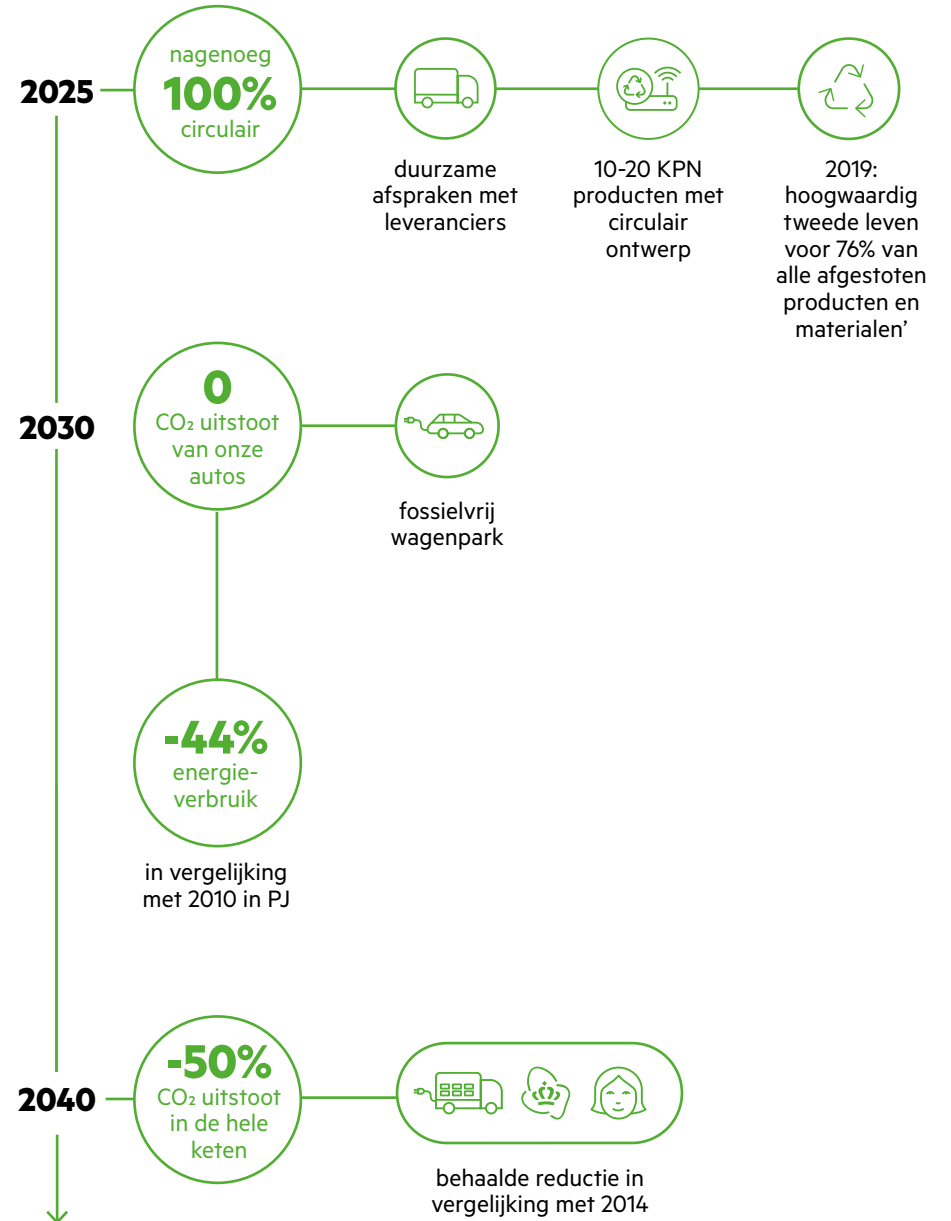 2025
nagenoeg
100%
circulair
duurzame
afspraken met
leveranciers
10-20 KPN
producten met
circulair
ontwerp
2019:
hoogwaardig
tweede leven
voor 76% van
alle afgestoten
producten en
materialen’
2030
0
CO₂ uitstoot
van onze
autos
fossielvrij
wagenpark
-44%
energie-
verbruik
in vergelijking
met 2010 in PJ
2040
-50%
CO₂ uitstoot
in de hele
keten
behaalde reductie in
vergelijking met 2014